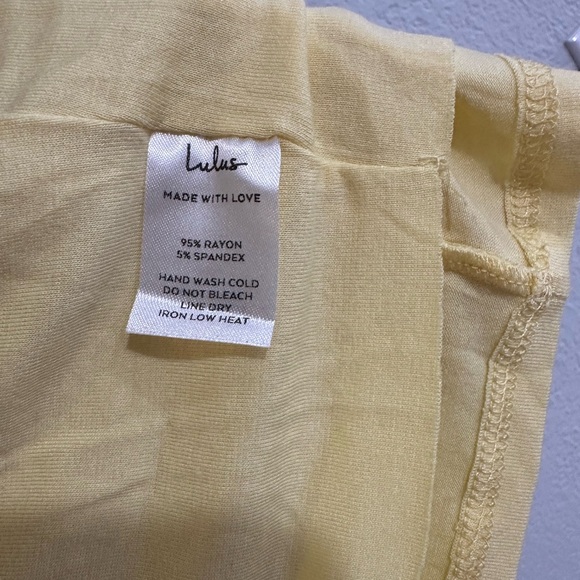 Lulus
MADE WITH LOVE
95% RAYON
5% SPANDEX
HAND WASH COLD
DO NOT BLEACH
LINE DRY
IRON LOW HEAT